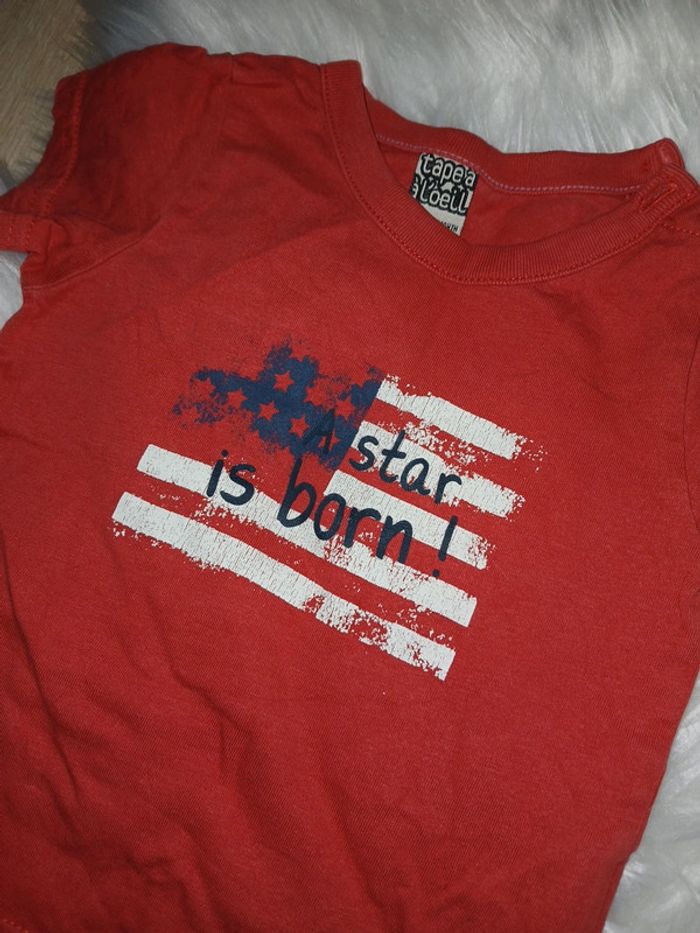 tape à
l'oeil
A star
is born !